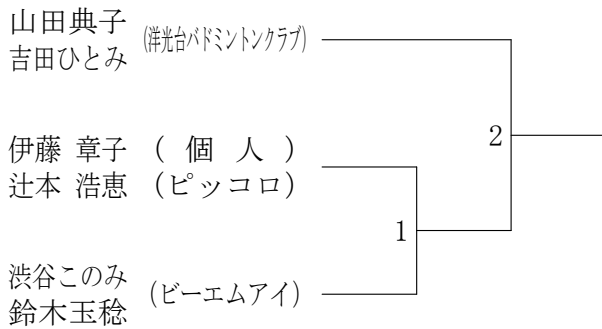 山田典子
吉田ひとみ
(洋光台バドミントンクラブ)
2
伊藤 章子 ( 個 人 )
辻本 浩恵 (ピッコロ)
1
渋谷このみ
鈴木玉稔
(ビーエムアイ)